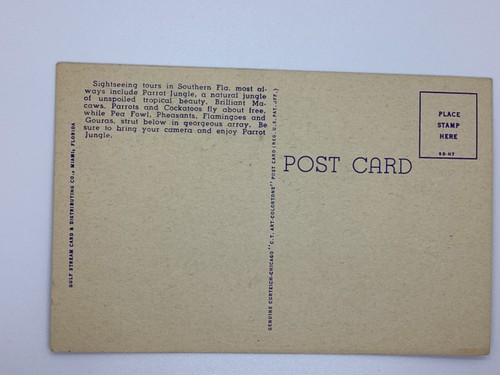 Sightseeing tours in Southern Fla. most al-
ways include Parrot Jungle, a natural jungle
of unspoiled tropical beauty. Brilliant Ma-
caws, Parrots and Cockatoos fly about free,
while Pea Fowl, Pheasants, Flamingoes and
Gouras, strut below in georgeous array. Be
sure to bring your camera and enjoy Parrot
Jungle.
GULF STREAM CARD & DISTRIBUTING CO., MIAMI, FLORIDA
GENUINE CURTEICH-CHICAGO "C.T. ART-COLORTONE" POST CARD (REG. U.S. PAT. OFF.)
POST CARD
PLACE
STAMP
HERE